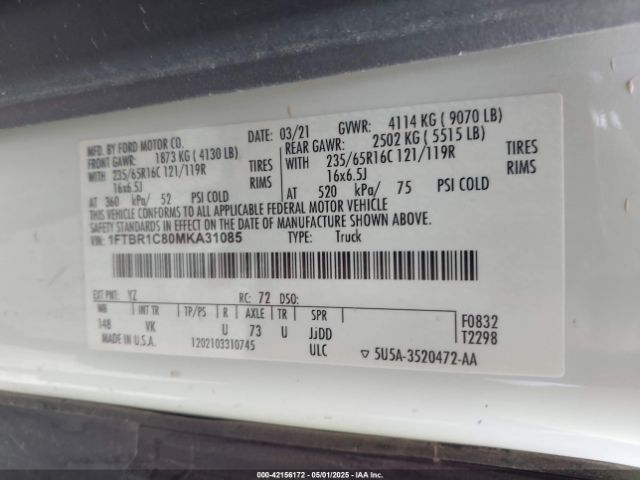 MFD. BY FORD MOTOR CO.
DATE: 03/21 GVWR: 4114 KG ( 9070 LB)
FRONT GAWR: 1873 KG ( 4130 LB) REAR GAWR: 2502 KG ( 5515 LB)
WITH 235/65R16C 121/119R TIRES WITH 235/65R16C 121/119R TIRES
16x6.5J RIMS 16x6.5J RIMS
AT 360 kPa/ 52 PSI COLD AT 520 kPa/ 75 PSI COLD
THIS VEHICLE CONFORMS TO ALL APPLICABLE FEDERAL MOTOR VEHICLE
SAFETY STANDARDS IN EFFECT ON THE DATE OF MANUFACTURE SHOWN ABOVE.
VIN: 1FTBR1C80MKA31085 TYPE: Truck
EXT PNT: YZ RC: 72 DSO:
WB INT TR TP/PS R AXLE TR SPR
148 VK U 73 U JJDD
F0832
T2298
MADE IN U.S.A. 1202103310745 ULC ▽ 5U5A-3520472-AA
000-42156172 | 05/01/2025 | IAA Inc.